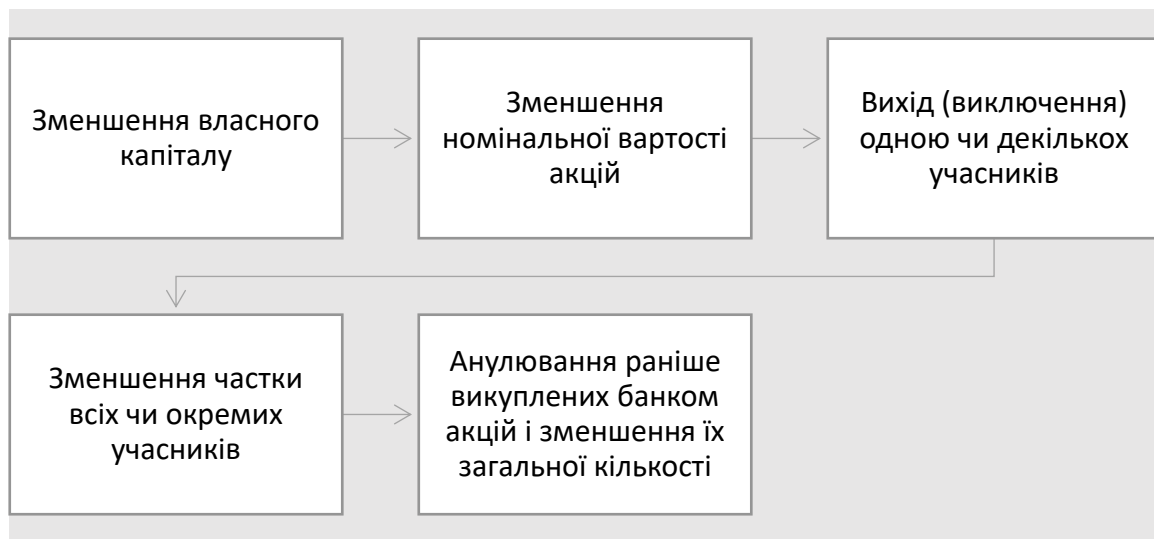 Зменшення власного
капіталу
Зменшення
номінальної вартості
акцій
Вихід (виключення)
одною чи декількох
учасників
Зменшення частки
всіх чи окремих
учасників
Анулювання раніше
викуплених банком
акцій і зменшення їх
загальної кількості